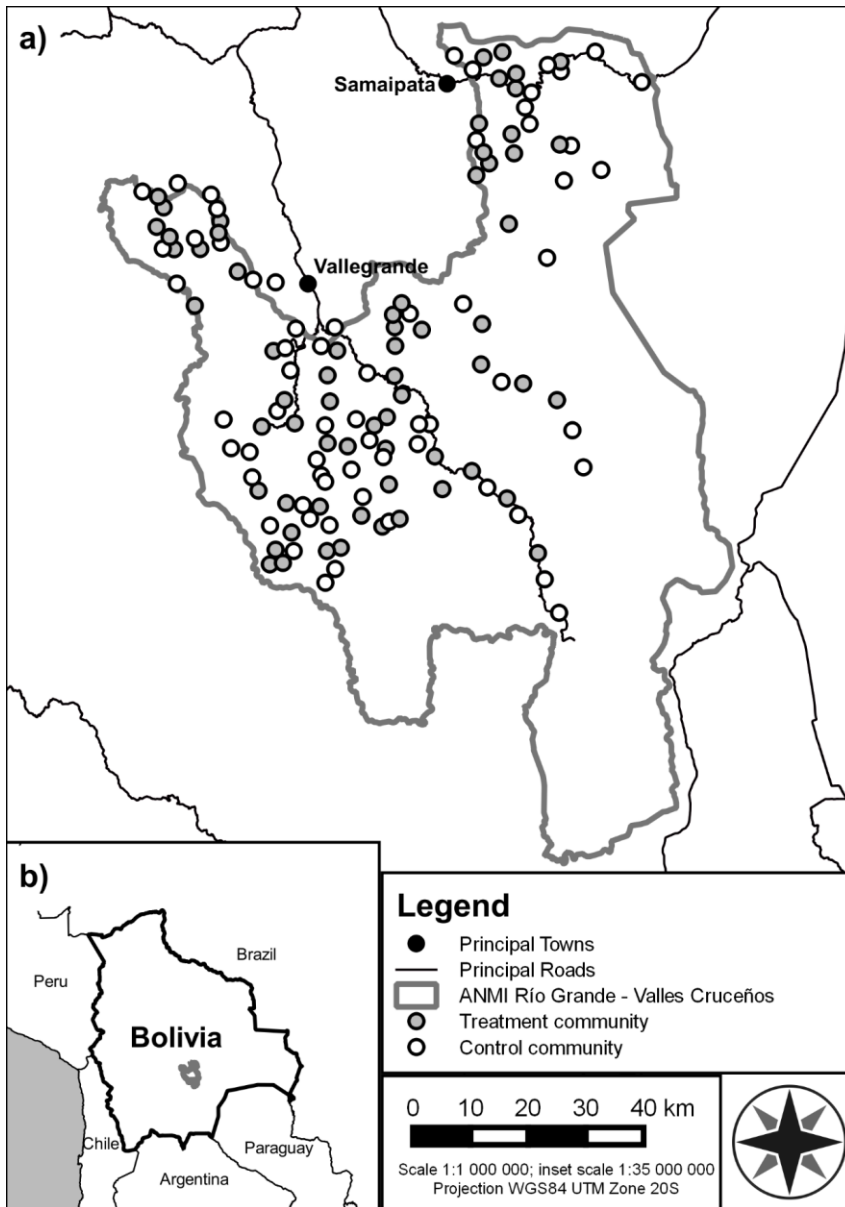 a)
Samaipata
Vallegrande
b)
Peru
Brazil
Bolivia
Chile
Paraguay
Argentina
Legend
Principal Towns
Principal Roads
ANMI Río Grande - Valles Cruceños
Treatment community
Control community
0 10 20 30 40 km
Scale 1:1 000 000; inset scale 1:35 000 000
Projection WGS84 UTM Zone 20S